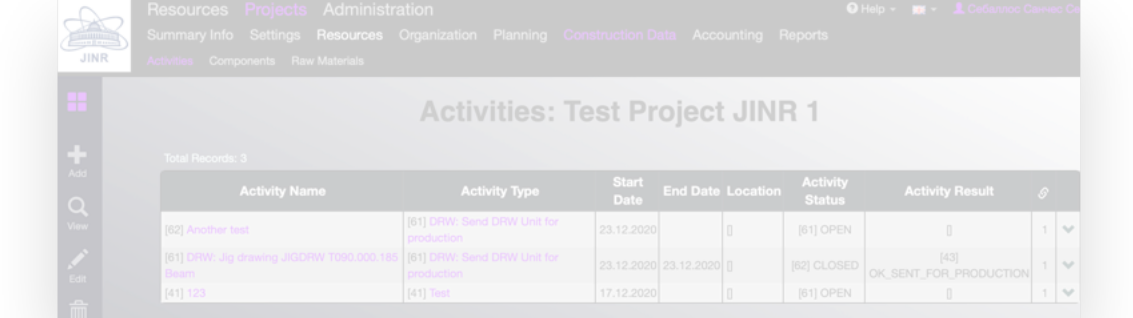 Resources Projects Administration
Help
Summary Info Settings Resources Organization Planning Construction Data Accounting Reports
JINR
Activities Components Raw Materials
Activities: Test Project JINR 1
Total Records: 3
Add
Activity Name Activity Type Start Date End Date Location Activity Status Activity Result
View
[62] Another test [61] DRW: Send DRW Unit for production 23.12.2020 [] [61] OPEN [] 1
[61] DRW: Jig drawing JIGDRW T090.000.185 Beam [61] DRW: Send DRW Unit for production 23.12.2020 23.12.2020 [] [62] CLOSED [43] OK_SENT_FOR_PRODUCTION 1
Edit
[41] 123 [41] Test 17.12.2020 [] [61] OPEN [] 1